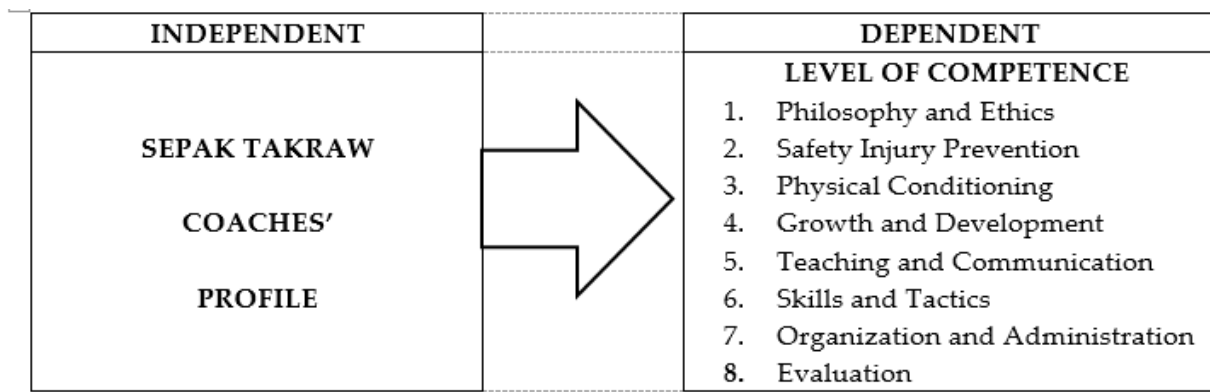 INDEPENDENT
SEPAK TAKRAW
COACHES’
PROFILE
DEPENDENT
LEVEL OF COMPETENCE
1. Philosophy and Ethics
2. Safety Injury Prevention
3. Physical Conditioning
4. Growth and Development
5. Teaching and Communication
6. Skills and Tactics
7. Organization and Administration
8. Evaluation